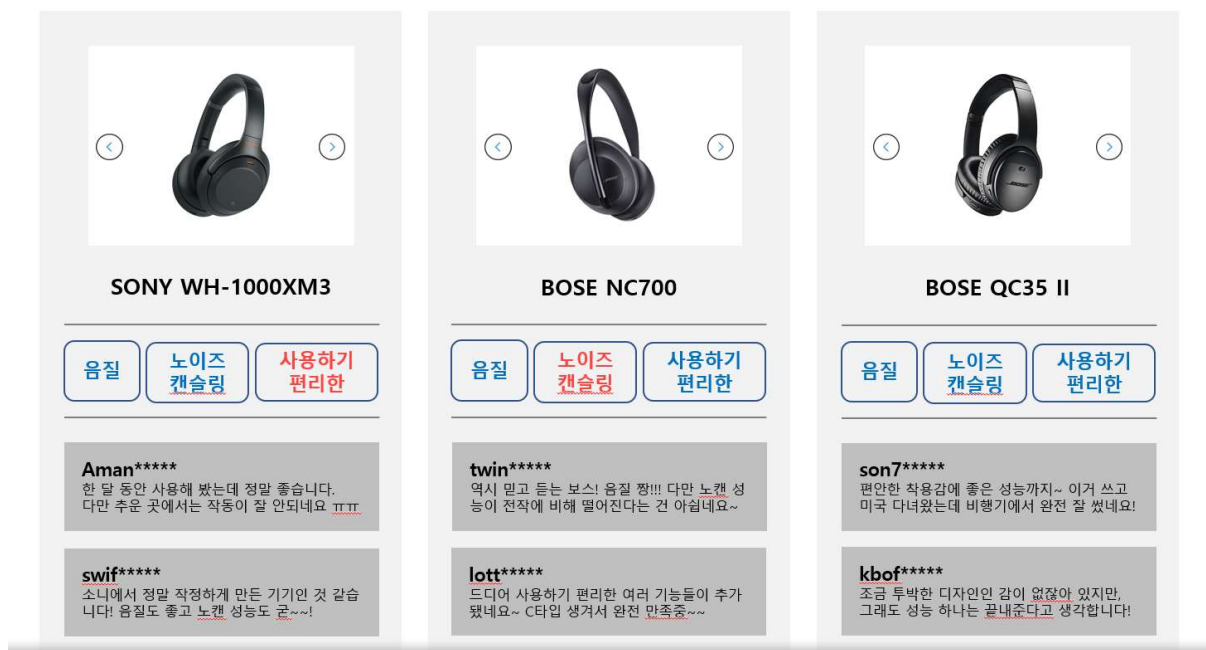 SONY WH-1000XM3
음질
노이즈
캔슬링
사용하기
편리한
Aman*****
한 달 동안 사용해 봤는데 정말 좋습니다.
다만 추운 곳에서는 작동이 잘 안되네요 ㅠㅠ
swif*****
소니에서 정말 작정하게 만든 기기인 것 같습
니다! 음질도 좋고 노캔 성능도 굳~~!
BOSE NC700
음질
노이즈
캔슬링
사용하기
편리한
twin*****
역시 믿고 듣는 보스! 음질 짱!!! 다만 노캔 성
능이 전작에 비해 떨어진다는 건 아쉽네요~
lott*****
드디어 사용하기 편리한 여러 기능들이 추가
됐네요~ C타입 생겨서 완전 만족중~~
BOSE QC35 II
음질
노이즈
캔슬링
사용하기
편리한
son7*****
편안한 착용감에 좋은 성능까지~ 이거 쓰고
미국 다녀왔는데 비행기에서 완전 잘 썼네요!
kbof*****
조금 투박한 디자인인 감이 없잖아 있지만,
그래도 성능 하나는 끝내준다고 생각합니다!